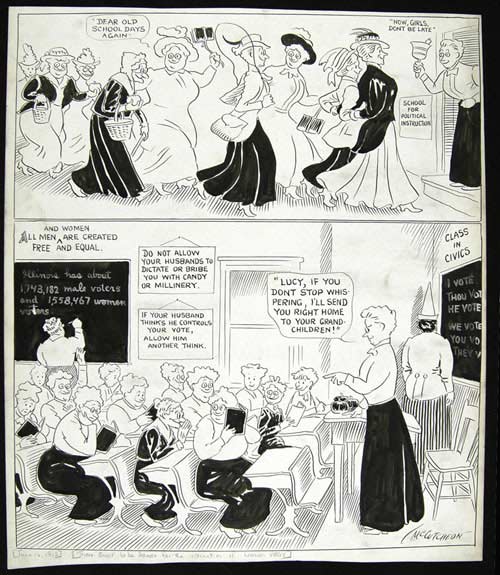 "DEAR OLD
SCHOOL DAYS
AGAIN"
"NOW, GIRLS,
DON'T BE LATE"
SCHOOL
FOR
POLITICAL
INSTRUCTION
AND WOMEN
ALL MEN ^ ARE CREATED
FREE AND EQUAL.
Illinois has about
1,743,182 male voters
and 1,558,467 women
voters.
DO NOT ALLOW
YOUR HUSBANDS TO
DICTATE OR BRIBE
YOU WITH CANDY
OR MILLINERY.
IF YOUR HUSBAND
THINKS HE CONTROLS
YOUR VOTE,
ALLOW HIM
ANOTHER THINK.
"LUCY, IF YOU
DONT STOP WHIS-
PERING, I'LL SEND
YOU RIGHT HOME
TO YOUR GRAND-
CHILDREN!"
CLASS
IN
CIVICS
I VOTE
THOU VOT
HE VOTE
WE VOTE
YOU VO
THEY V
McCUTCHEON